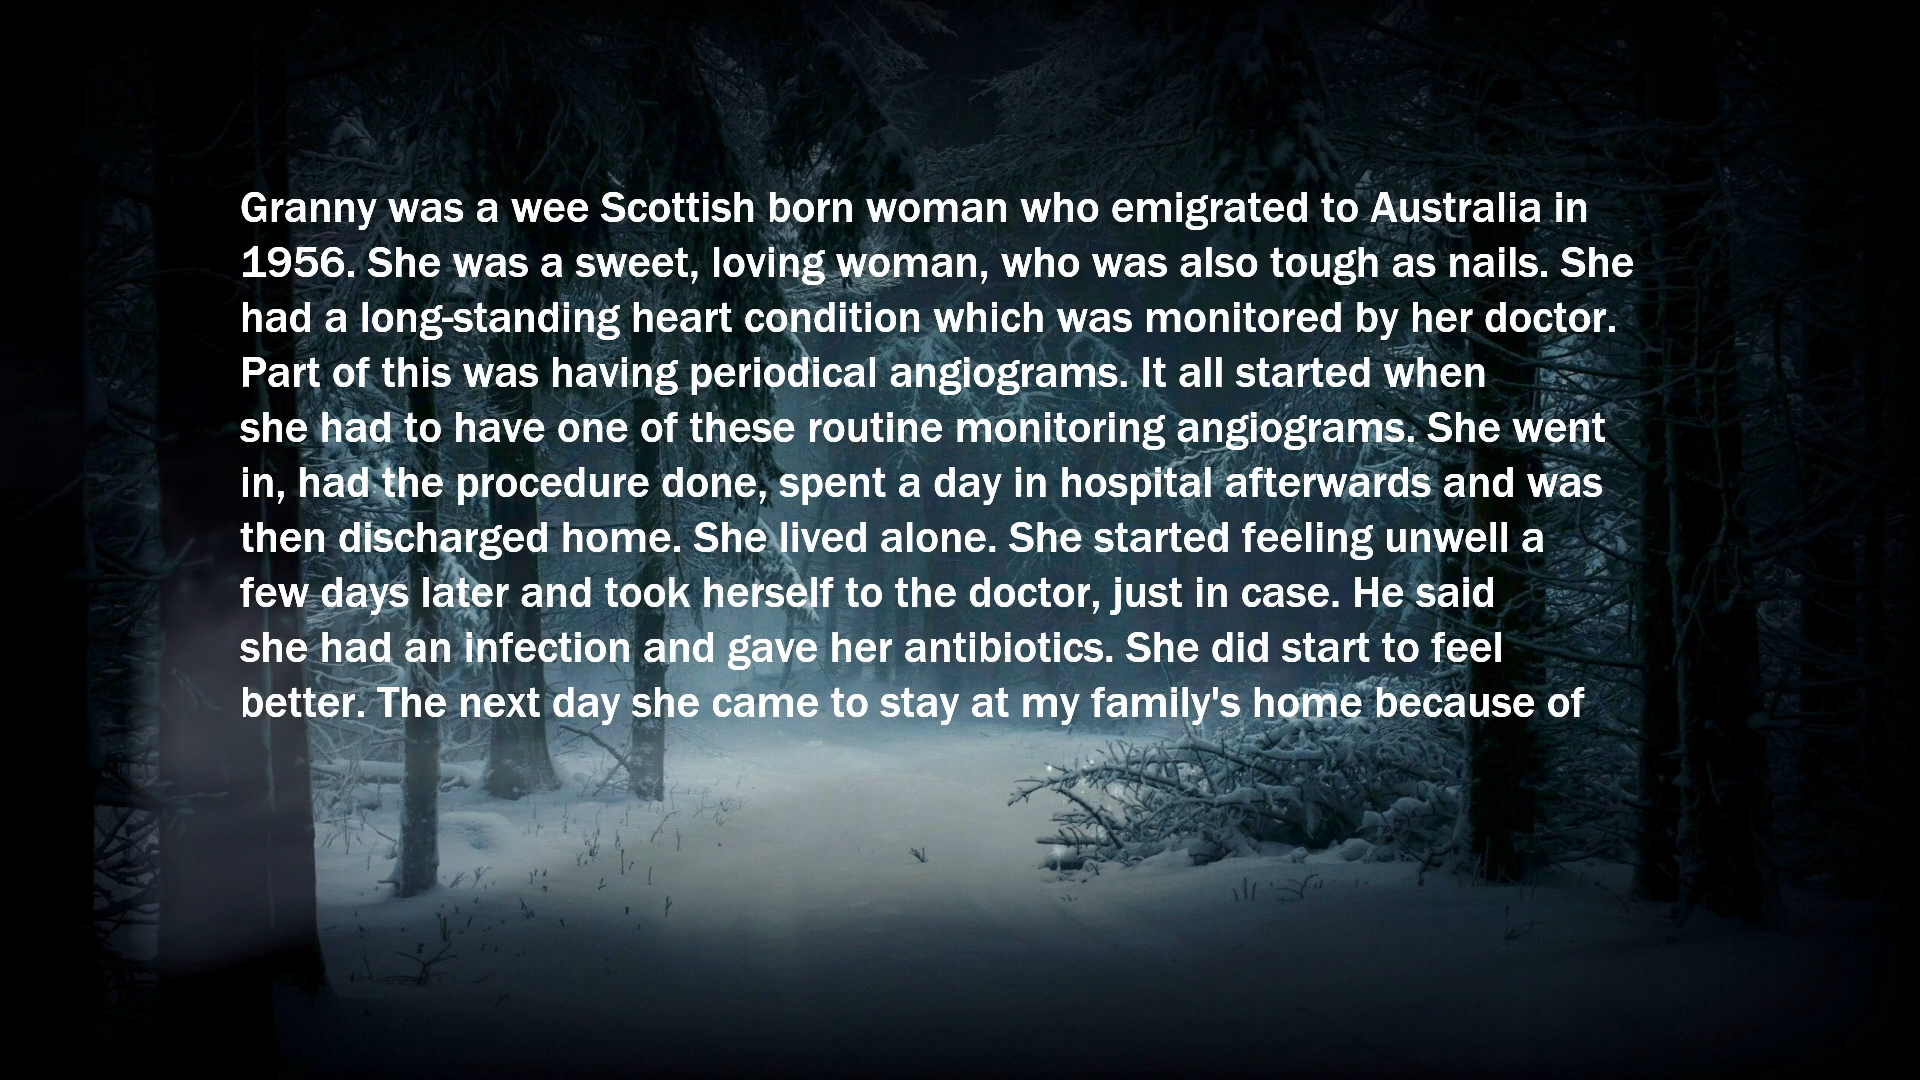 Granny was a wee Scottish born woman who emigrated to Australia in
1956. She was a sweet, loving woman, who was also tough as nails. She
had a long-standing heart condition which was monitored by her doctor.
Part of this was having periodical angiograms. It all started when
she had to have one of these routine monitoring angiograms. She went
in, had the procedure done, spent a day in hospital afterwards and was
then discharged home. She lived alone. She started feeling unwell a
few days later and took herself to the doctor, just in case. He said
she had an infection and gave her antibiotics. She did start to feel
better. The next day she came to stay at my family's home because of